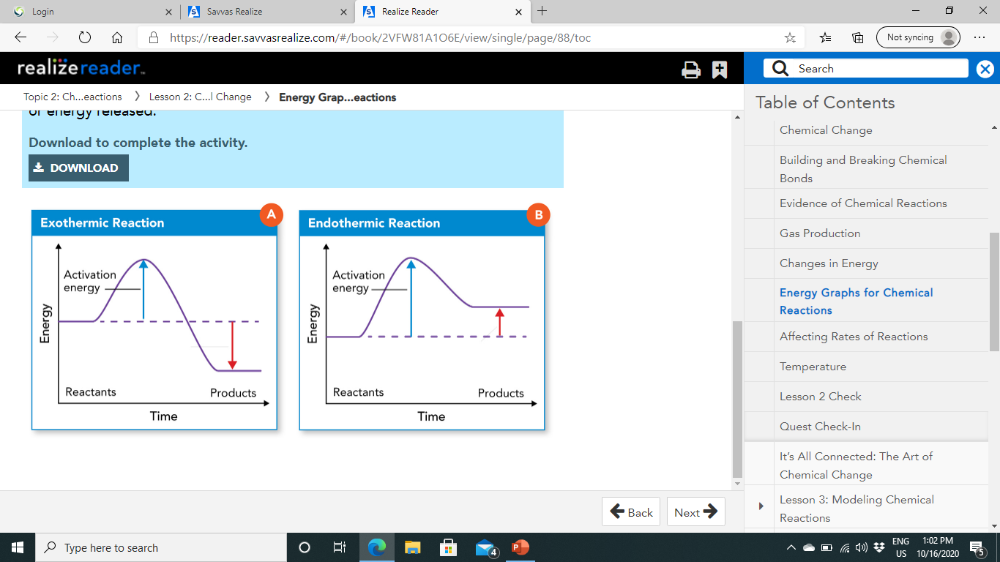 Login
Savvas Realize
Realize Reader
https://reader.savvasrealize.com/#/book/2VFW81A1O6E/view/single/page/88/toc
Not syncing
realizereader
Search
Topic 2: Ch...eactions
Lesson 2: C...l Change
Energy Grap...eactions
or energy released.
Download to complete the activity.
DOWNLOAD
Exothermic Reaction
A
Activation
energy
Energy
Reactants
Products
Time
Endothermic Reaction
B
Activation
energy
Energy
Reactants
Products
Time
Back
Next
Table of Contents
Chemical Change
Building and Breaking Chemical
Bonds
Evidence of Chemical Reactions
Gas Production
Changes in Energy
Energy Graphs for Chemical
Reactions
Affecting Rates of Reactions
Temperature
Lesson 2 Check
Quest Check-In
It’s All Connected: The Art of
Chemical Change
Lesson 3: Modeling Chemical
Reactions
Type here to search
4
P
ENG
US
1:02 PM
10/16/2020
5